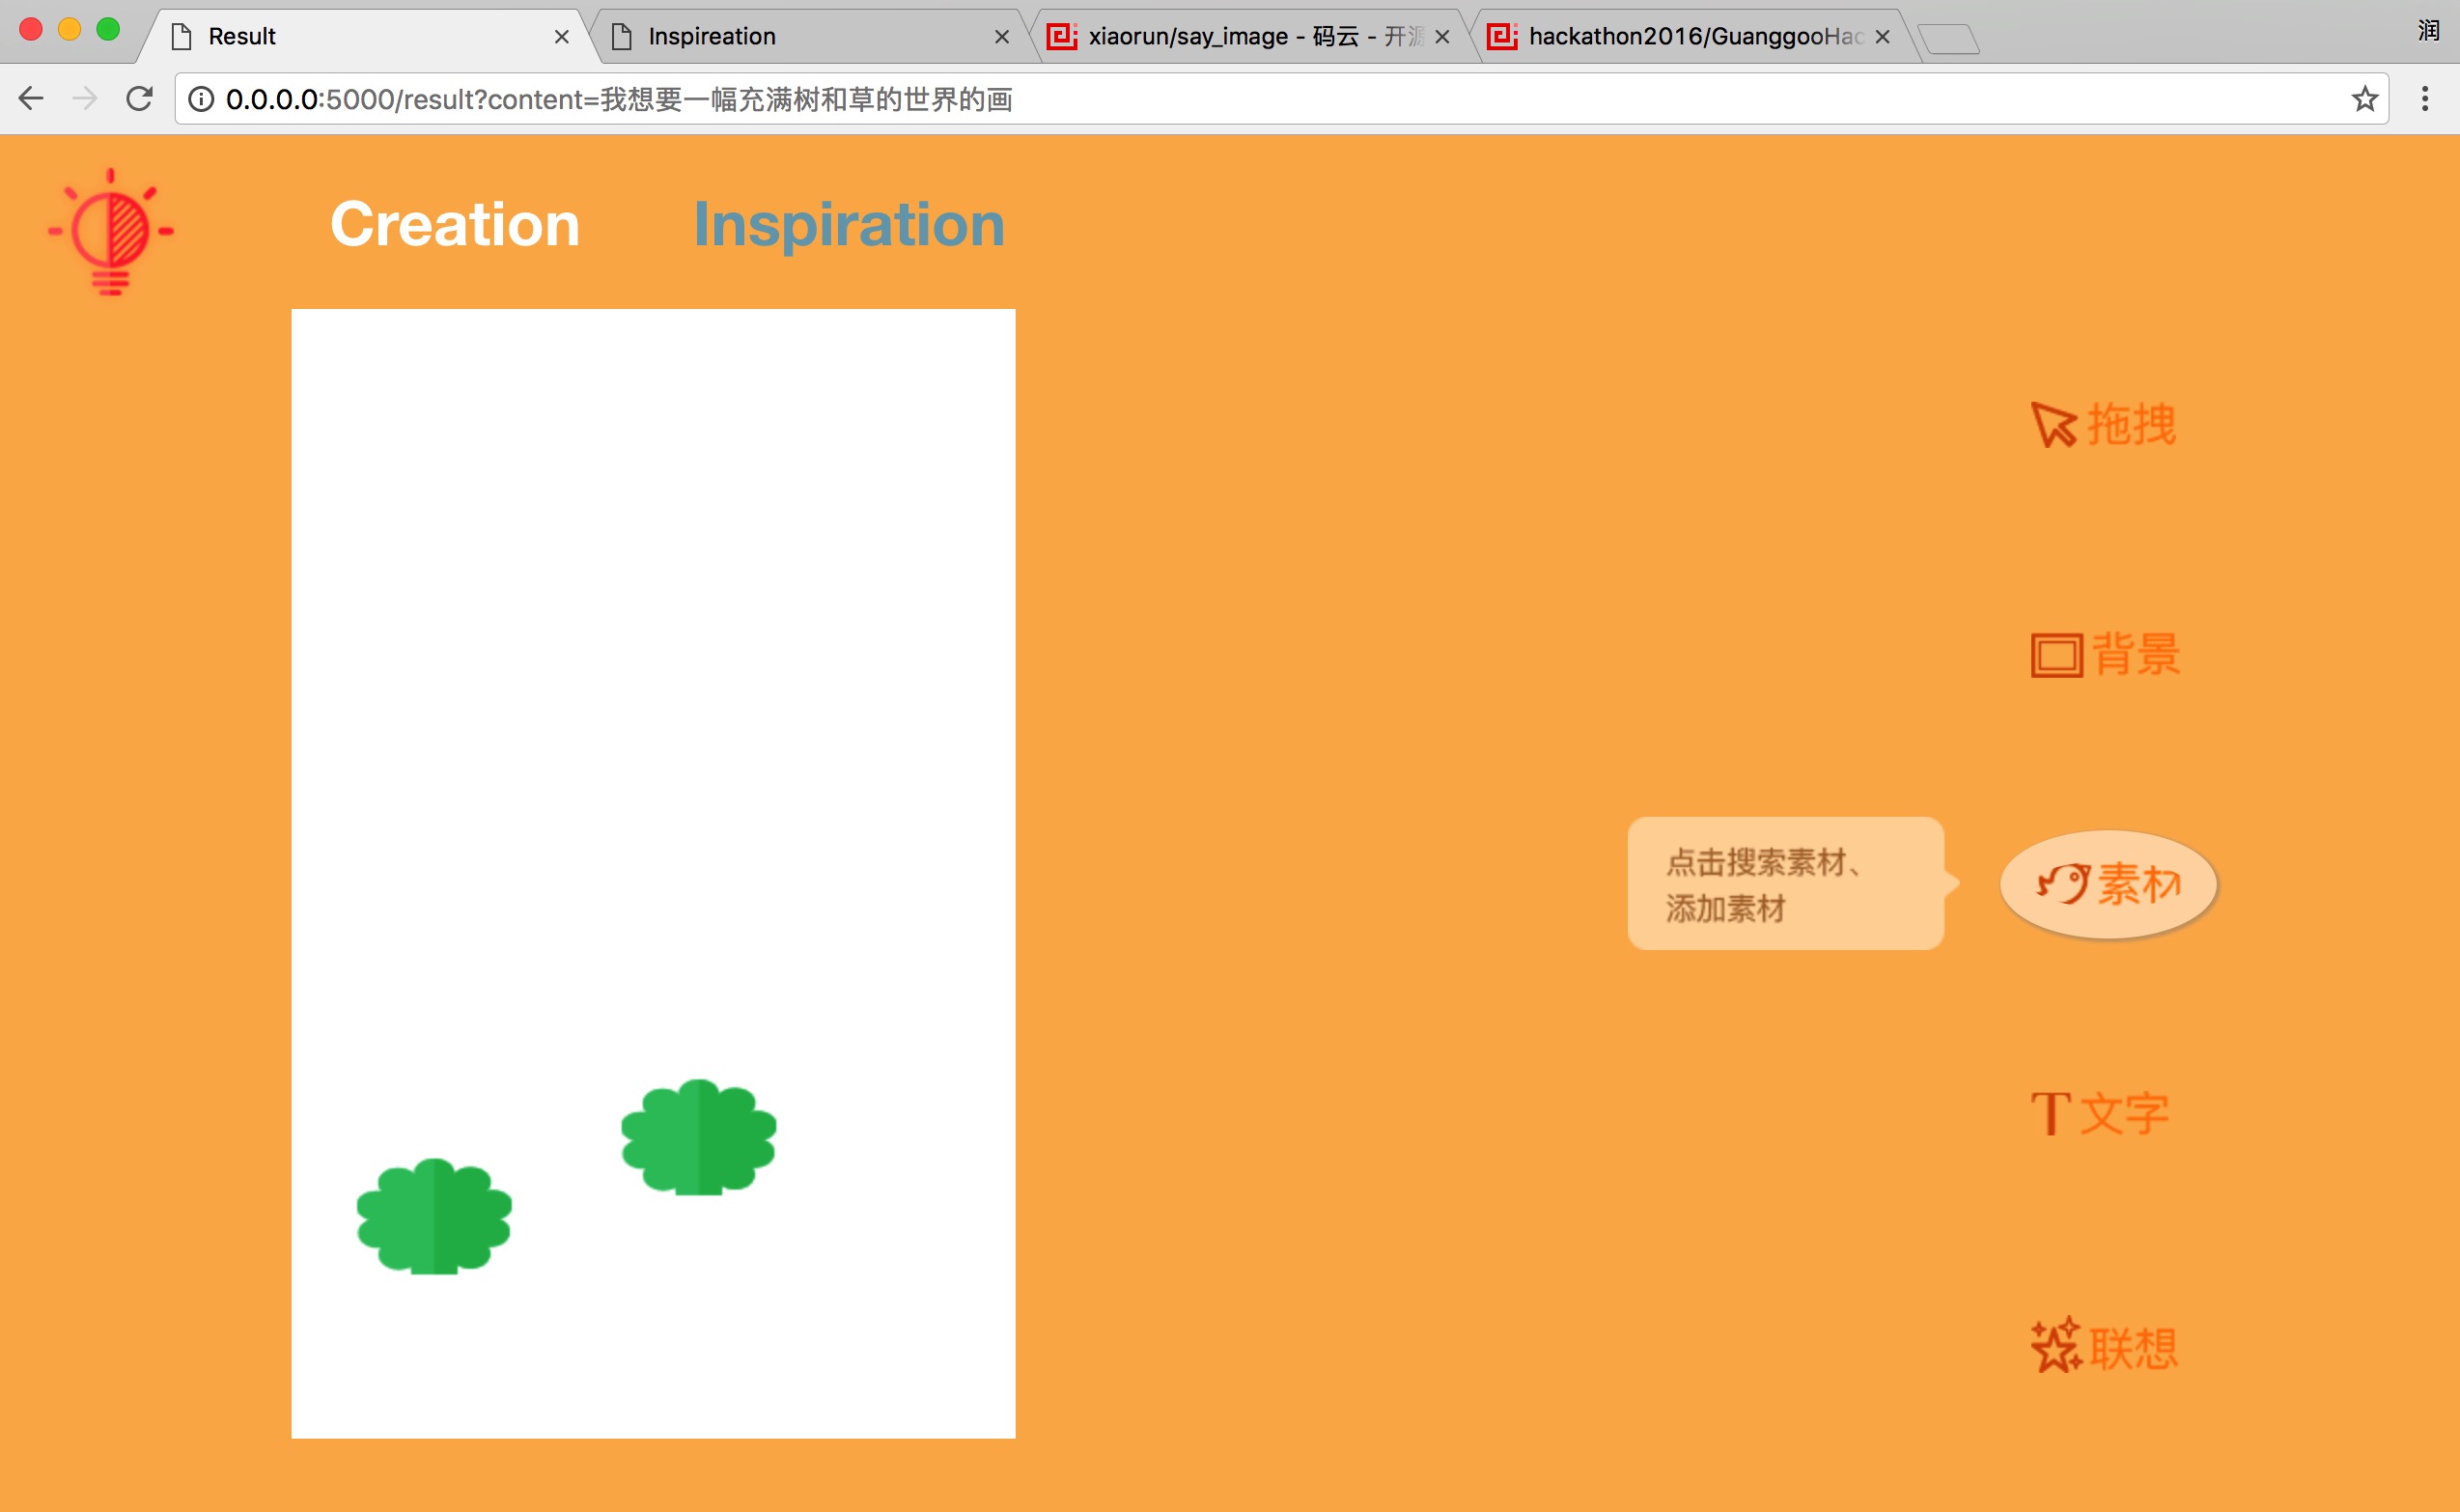 Result
Inspireation
xiaorun/say_image - 码云 - 开源
hackathon2016/GuanggooHac
润
0.0.0.0:5000/result?content=我想要一幅充满树和草的世界的画
Creation
Inspiration
拖拽
背景
点击搜索素材、
添加素材
素材
T 文字
联想